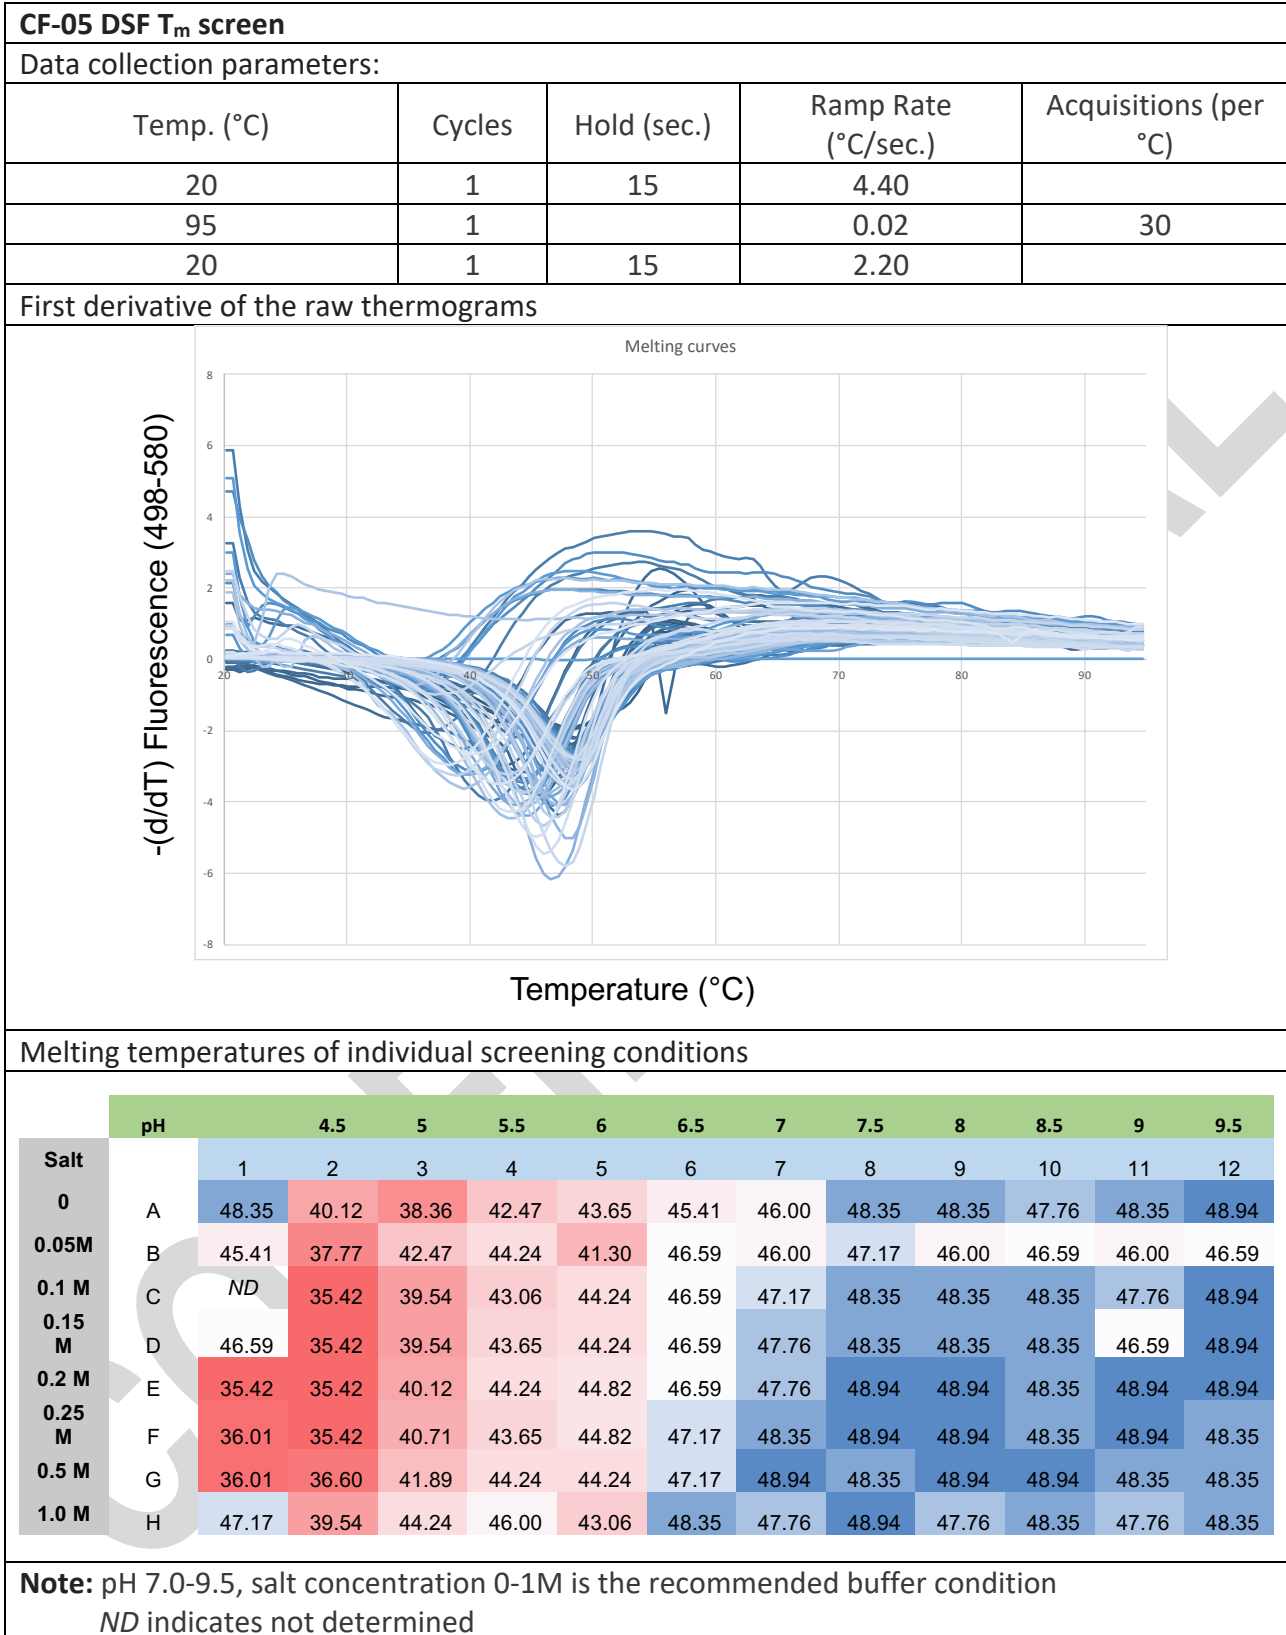 CF-05 DSF Tm screen
Data collection parameters:
Temp. (°C) Cycles Hold (sec.) Ramp Rate (°C/sec.) Acquisitions (per °C)
20 1 15 4.40
95 1 0.02 30
20 1 15 2.20
First derivative of the raw thermograms
Melting curves
8
6
4
2
0
-2
-4
-6
-8
20 30 40 50 60 70 80 90
-(d/dT) Fluorescence (498-580)
Temperature (°C)
Melting temperatures of individual screening conditions
pH 4.5 5 5.5 6 6.5 7 7.5 8 8.5 9 9.5
Salt 1 2 3 4 5 6 7 8 9 10 11 12
0 A 48.35 40.12 38.36 42.47 43.65 45.41 46.00 48.35 48.35 47.76 48.35 48.94
0.05M B 45.41 37.77 42.47 44.24 41.30 46.59 46.00 47.17 46.00 46.59 46.00 46.59
0.1 M C ND 35.42 39.54 43.06 44.24 46.59 47.17 48.35 48.35 48.35 47.76 48.94
0.15 M D 46.59 35.42 39.54 43.65 44.24 46.59 47.76 48.35 48.35 48.35 46.59 48.94
0.2 M E 35.42 35.42 40.12 44.24 44.82 46.59 47.76 48.94 48.94 48.35 48.94 48.94
0.25 M F 36.01 35.42 40.71 43.65 44.82 47.17 48.35 48.94 48.94 48.35 48.94 48.35
0.5 M G 36.01 36.60 41.89 44.24 44.24 47.17 48.94 48.35 48.94 48.94 48.35 48.35
1.0 M H 47.17 39.54 44.24 46.00 43.06 48.35 47.76 48.94 47.76 48.35 47.76 48.35
Note: pH 7.0-9.5, salt concentration 0-1M is the recommended buffer condition
ND indicates not determined